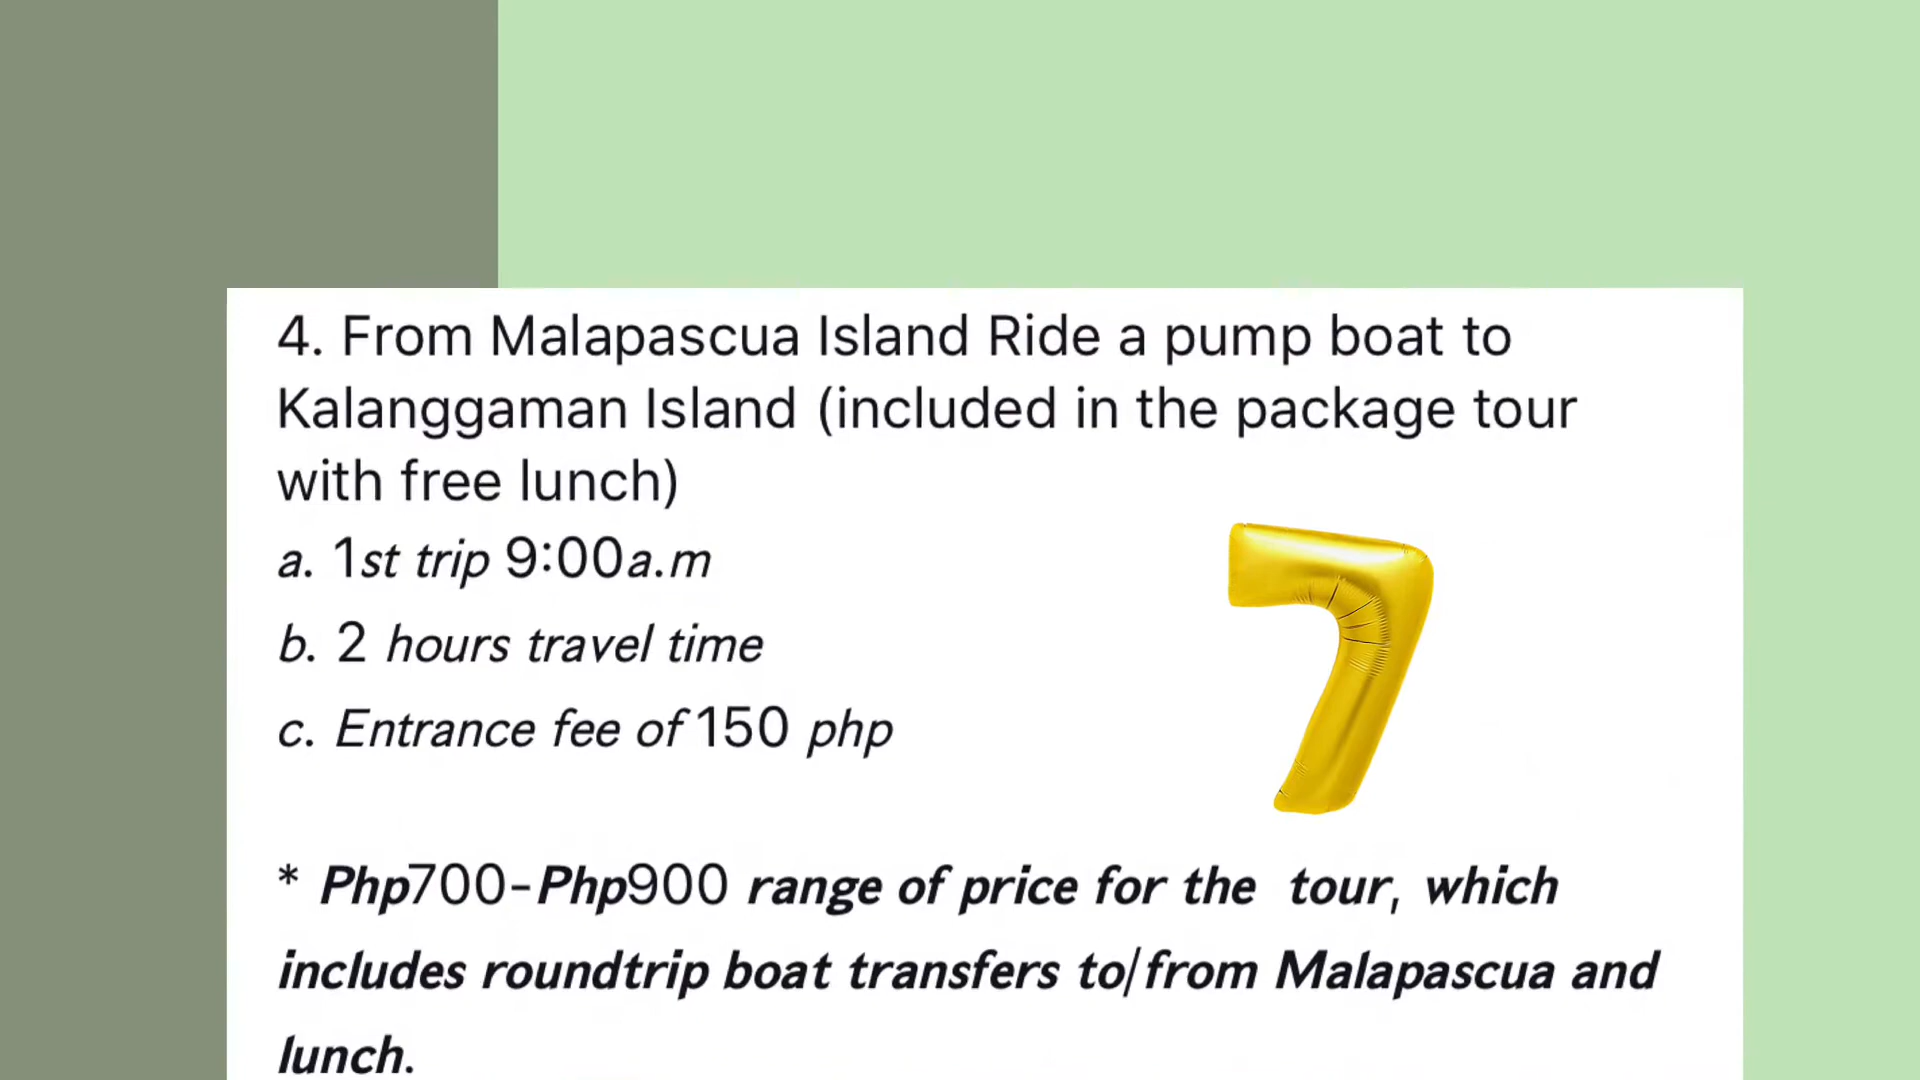 4. From Malapascua Island Ride a pump boat to
Kalanggaman Island (included in the package tour
with free lunch)
a. 1st trip 9:00a.m
b. 2 hours travel time
7
c. Entrance fee of 150 php
* Php700-Php900 range of price for the tour, which
includes roundtrip boat transfers to/from Malapascua and
lunch.